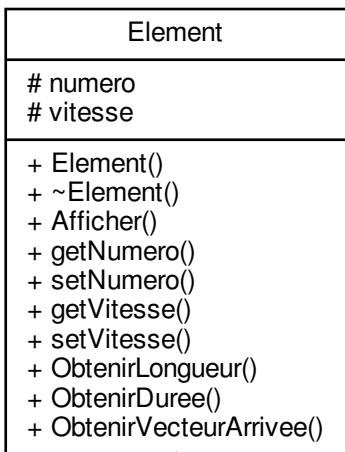 Element
# numero
# vitesse
+ Element()
+ ~Element()
+ Afficher()
+ getNumero()
+ setNumero()
+ getVitesse()
+ setVitesse()
+ ObtenirLongueur()
+ ObtenirDuree()
+ ObtenirVecteurArrivee()